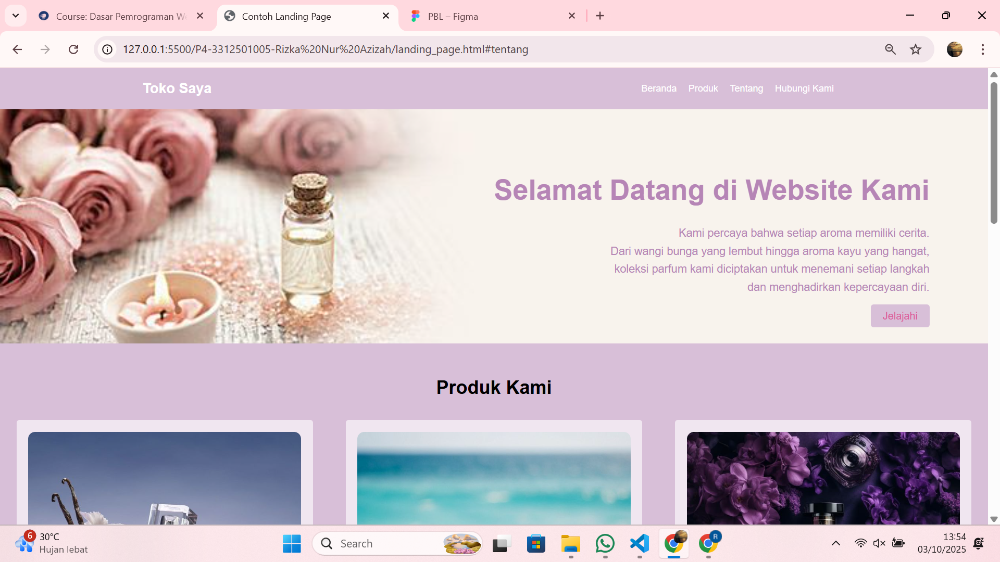 Course: Dasar Pemrograman We
Contoh Landing Page
PBL – Figma
127.0.0.1:5500/P4-3312501005-Rizka%20Nur%20Azizah/landing_page.html#tentang
Toko Saya
Beranda Produk Tentang Hubungi Kami
Selamat Datang di Website Kami
Kami percaya bahwa setiap aroma memiliki cerita.
Dari wangi bunga yang lembut hingga aroma kayu yang hangat,
koleksi parfum kami diciptakan untuk menemani setiap langkah
dan menghadirkan kepercayaan diri.
Jelajahi
Produk Kami
6
30°C
Hujan lebat
Search
R
13:54
03/10/2025